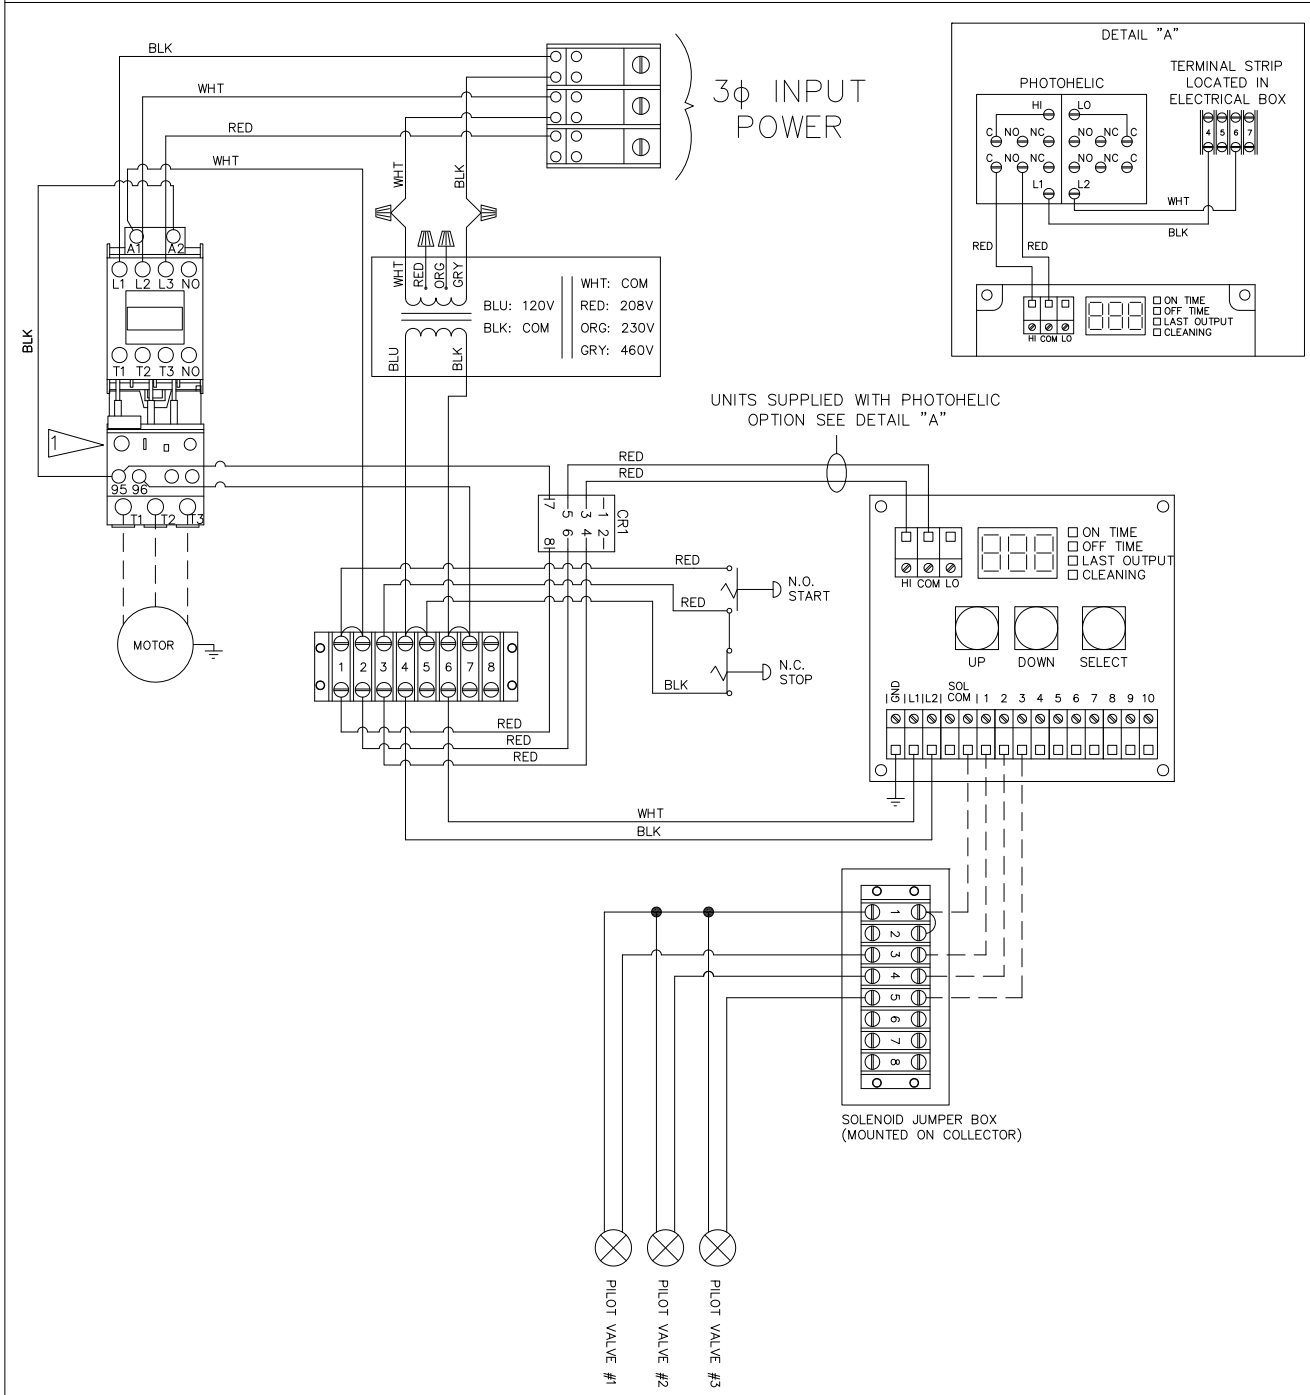 BLK
WHT
RED
WHT
3ϕ INPUT
POWER
WHT
BLK
BLK
A1 A2
L1 L2 L3 NO
T1 T2 T3 NO
1
95 96
T1 T2 T3
MOTOR
WHT
RED
ORG
GRY
BLU: 120V
BLK: COM
WHT: COM
RED: 208V
ORG: 230V
GRY: 460V
BLU
BLK
DETAIL "A"
PHOTOHELIC
TERMINAL STRIP
LOCATED IN
ELECTRICAL BOX
HI LO
C NO NC NO NC C
C NO NC NO NC C
L1 L2
4 5 6 7
WHT
BLK
RED RED
HI COM LO
ON TIME
OFF TIME
LAST OUTPUT
CLEANING
UNITS SUPPLIED WITH PHOTOHELIC
OPTION SEE DETAIL "A"
RED
RED
7 5 3 1
8 6 4 2
CR1
RED
N.O.
START
RED
N.C.
STOP
BLK
1 2 3 4 5 6 7 8
RED
RED
RED
HI COM LO
ON TIME
OFF TIME
LAST OUTPUT
CLEANING
UP DOWN SELECT
GND L1 L2 SOL COM 1 2 3 4 5 6 7 8 9 10
WHT
BLK
1
2
3
4
5
6
7
8
SOLENOID JUMPER BOX
(MOUNTED ON COLLECTOR)
PILOT VALVE #1
PILOT VALVE #2
PILOT VALVE #3